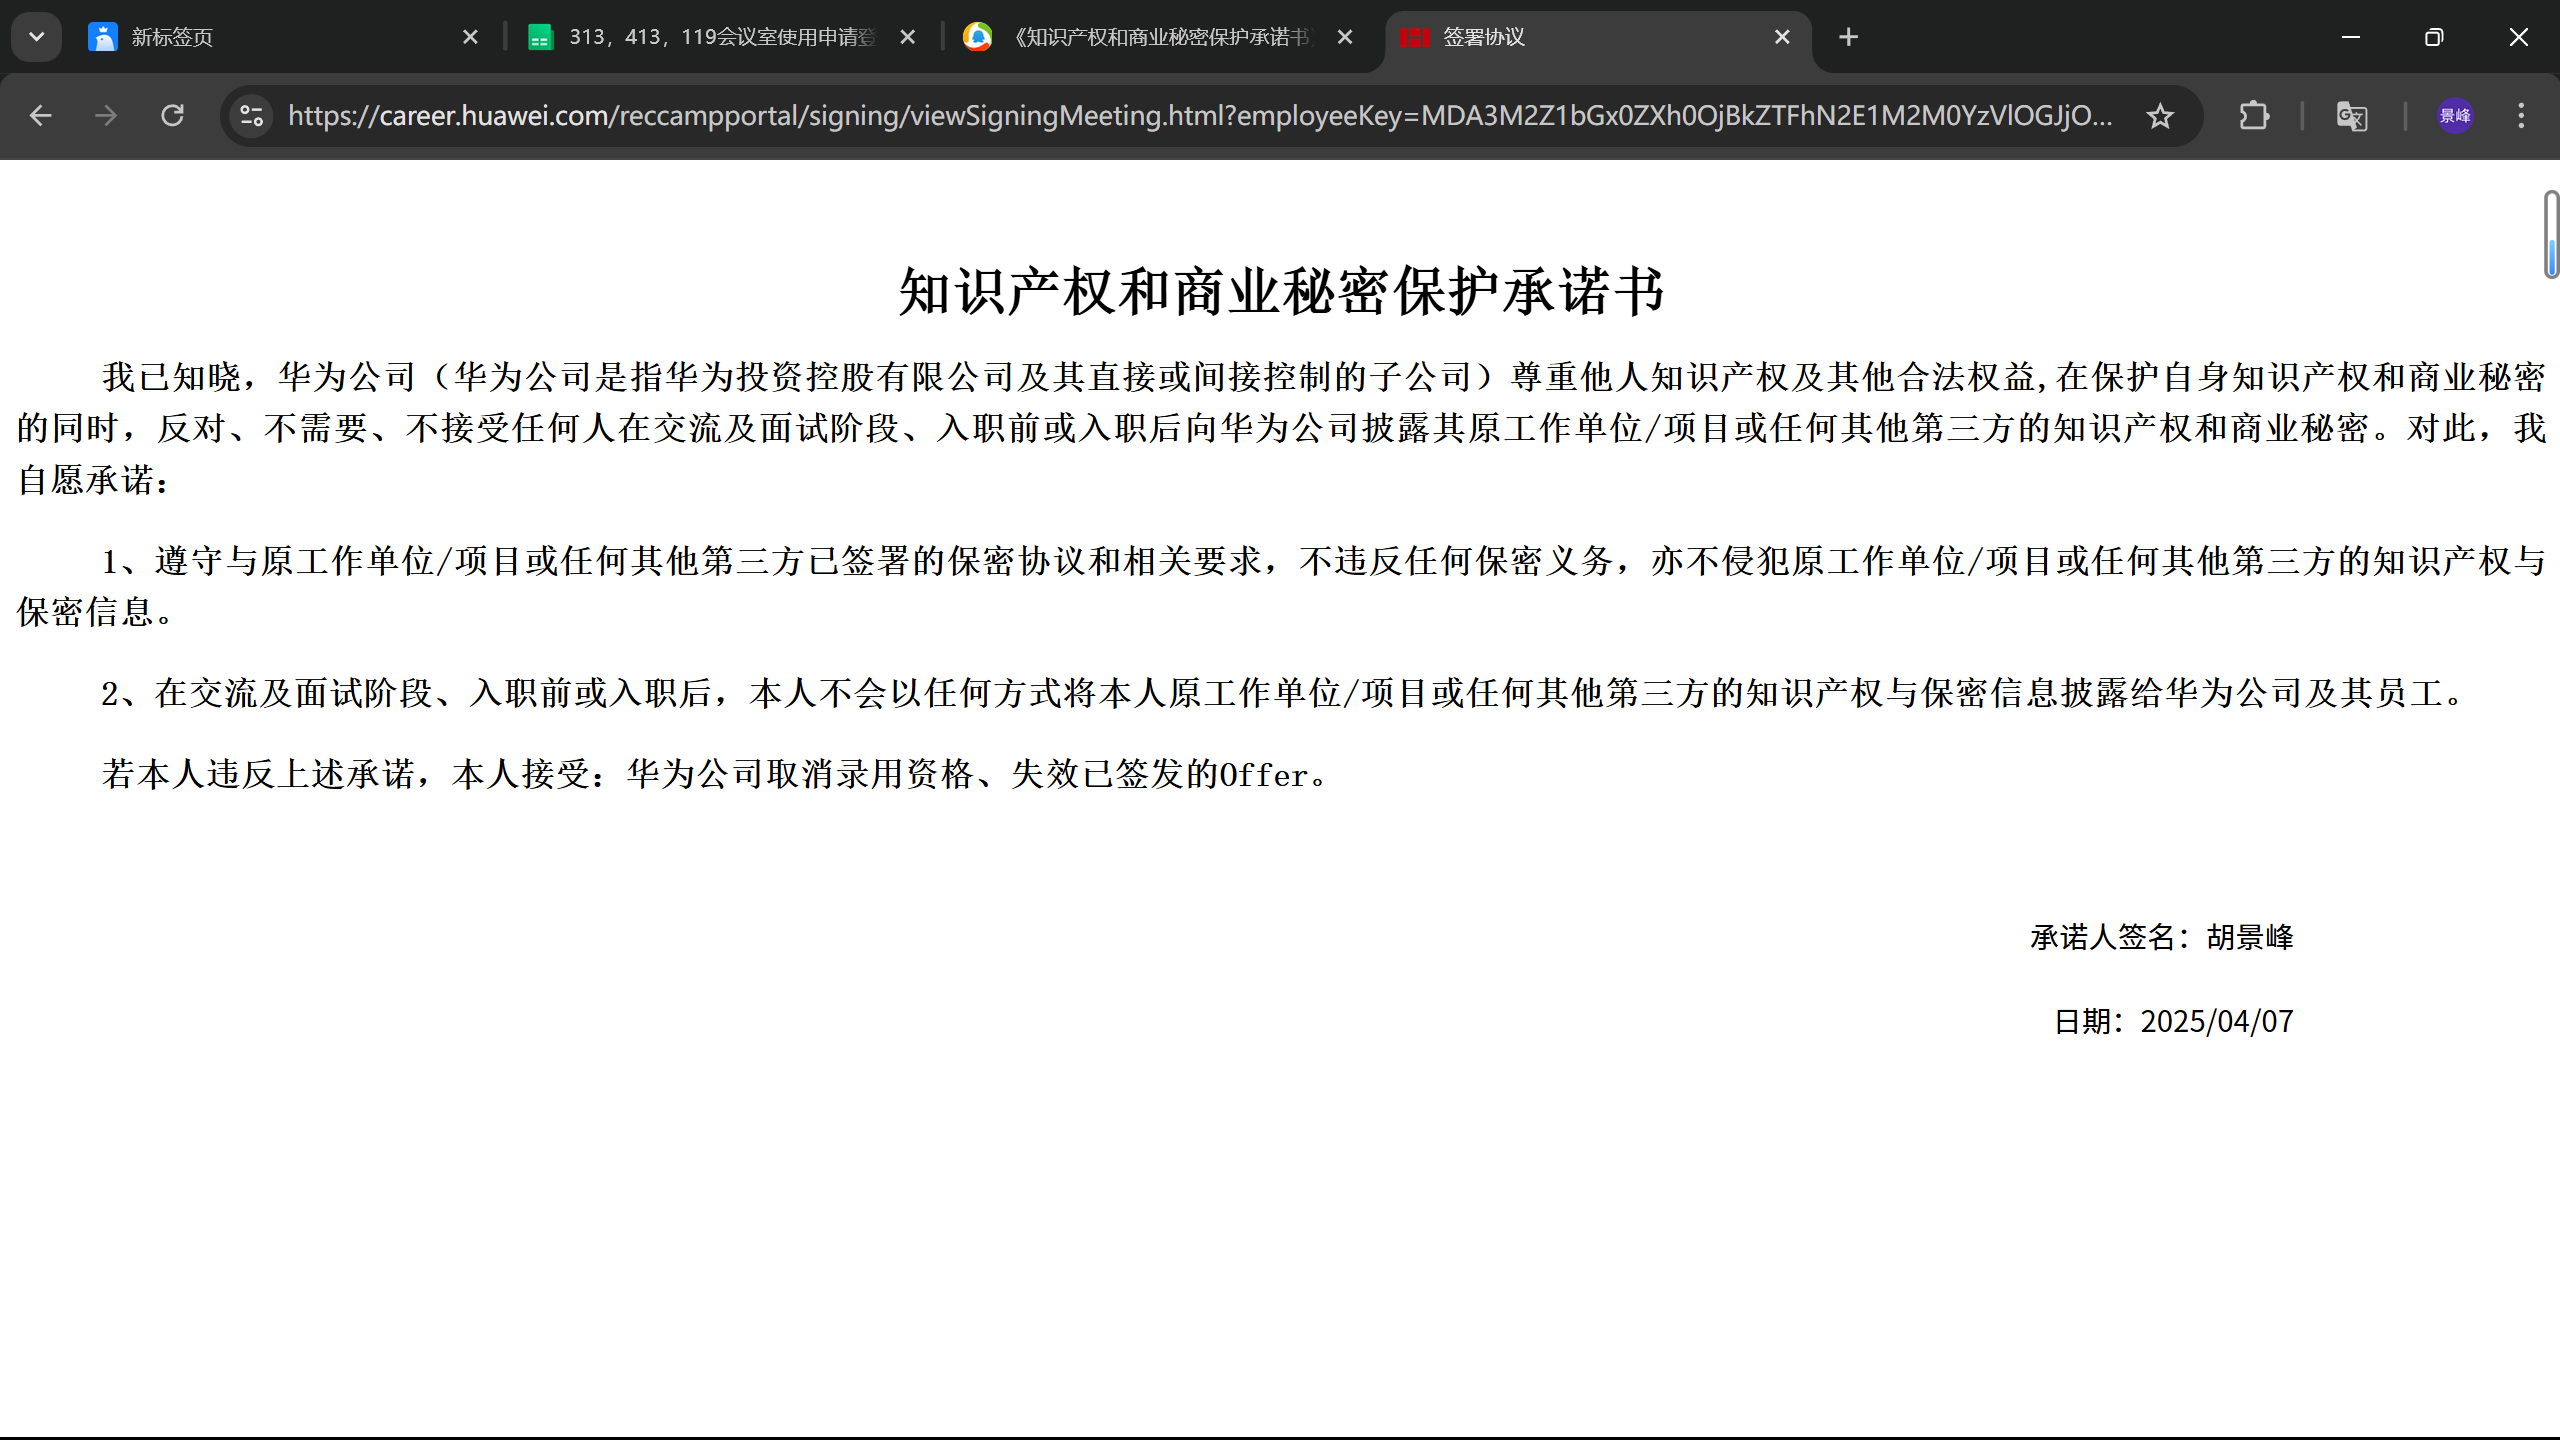 新标签页
313，413，119会议室使用申请登
《知识产权和商业秘密保护承诺书
签署协议
https://career.huawei.com/reccampportal/signing/viewSigningMeeting.html?employeeKey=MDA3M2Z1bGx0ZXh0OjBkZTFhN2E1M2M0YzVlOGJjO...
景峰
知识产权和商业秘密保护承诺书
我已知晓，华为公司（华为公司是指华为投资控股有限公司及其直接或间接控制的子公司）尊重他人知识产权及其他合法权益,在保护自身知识产权和商业秘密
的同时，反对、不需要、不接受任何人在交流及面试阶段、入职前或入职后向华为公司披露其原工作单位/项目或任何其他第三方的知识产权和商业秘密。对此，我
自愿承诺：
1、遵守与原工作单位/项目或任何其他第三方已签署的保密协议和相关要求，不违反任何保密义务，亦不侵犯原工作单位/项目或任何其他第三方的知识产权与
保密信息。
2、在交流及面试阶段、入职前或入职后，本人不会以任何方式将本人原工作单位/项目或任何其他第三方的知识产权与保密信息披露给华为公司及其员工。
若本人违反上述承诺，本人接受：华为公司取消录用资格、失效已签发的Offer。
承诺人签名：胡景峰
日期：2025/04/07